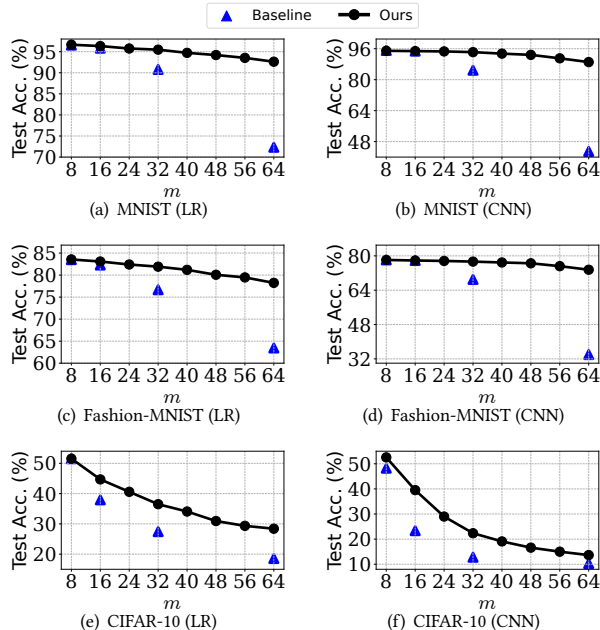 Baseline Ours
Test Acc. (%)
95
90
85
80
75
70
8 16 24 32 40 48 56 64
m
(a) MNIST (LR)
Test Acc. (%)
96
80
64
48
8 16 24 32 40 48 56 64
m
(b) MNIST (CNN)
Test Acc. (%)
85
80
75
70
65
60
8 16 24 32 40 48 56 64
m
(c) Fashion-MNIST (LR)
Test Acc. (%)
80
64
48
32
8 16 24 32 40 48 56 64
m
(d) Fashion-MNIST (CNN)
Test Acc. (%)
50
40
30
20
8 16 24 32 40 48 56 64
m
(e) CIFAR-10 (LR)
Test Acc. (%)
50
40
30
20
10
8 16 24 32 40 48 56 64
m
(f) CIFAR-10 (CNN)